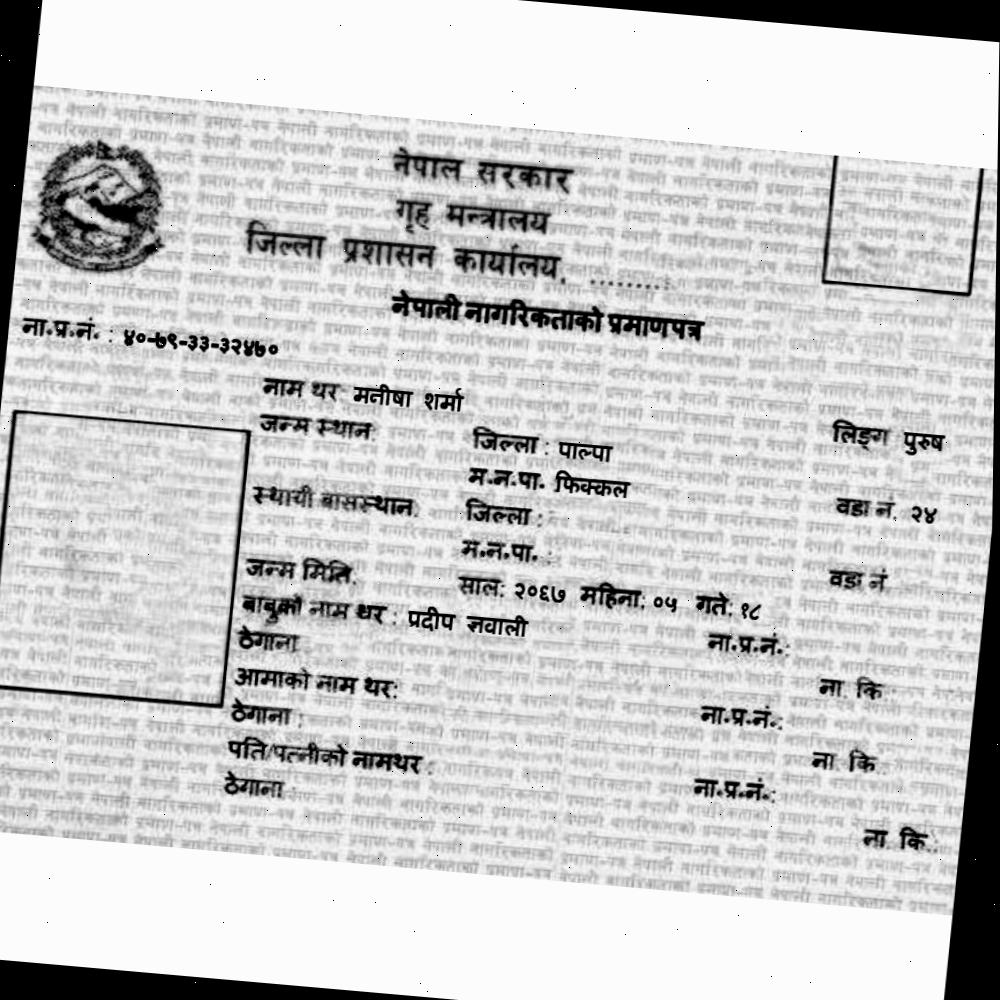 नेपाल सरकार
गृह मन्त्रालय
जिल्ला प्रशासन कार्यालय, ........
नेपाली नागरिकताको प्रमाणपत्र
ना.प्र.नं. : ४०-७९-३३-३२४७०
नाम थर: मनीषा शर्मा
लिङ्ग पुरुष
जन्म स्थान: जिल्ला : पाल्पा
म.न.पा. फिक्कल वडा नं. २४
स्थायी बासस्थान: जिल्ला :
म.न.पा. : वडा नं
जन्म मिति: साल: २०६७ महिना: ०५ गते: १८
बाबुको नाम थर : प्रदीप ज्ञवाली ना.प्र.नं.:
ठेगाना : ना. कि.:
आमाको नाम थर: ना.प्र.नं.:
ठेगाना : ना. कि.:
पति/पत्नीको नामथर : ना.प्र.नं.:
ठेगाना : ना. कि.: